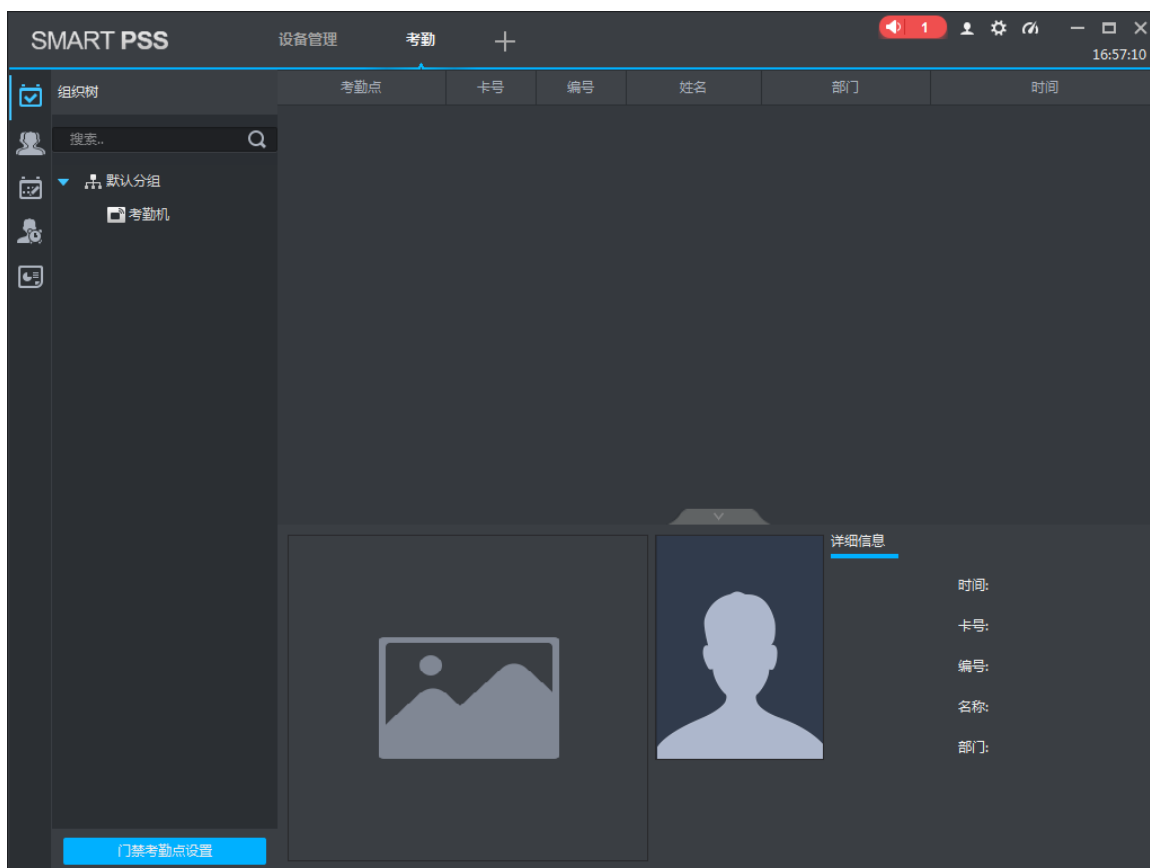 SMART PSS
设备管理
考勤
1
16:57:10
组织树
搜索..
默认分组
考勤机
门禁考勤点设置
考勤点 卡号 编号 姓名 部门 时间
详细信息
时间:
卡号:
编号:
名称:
部门: